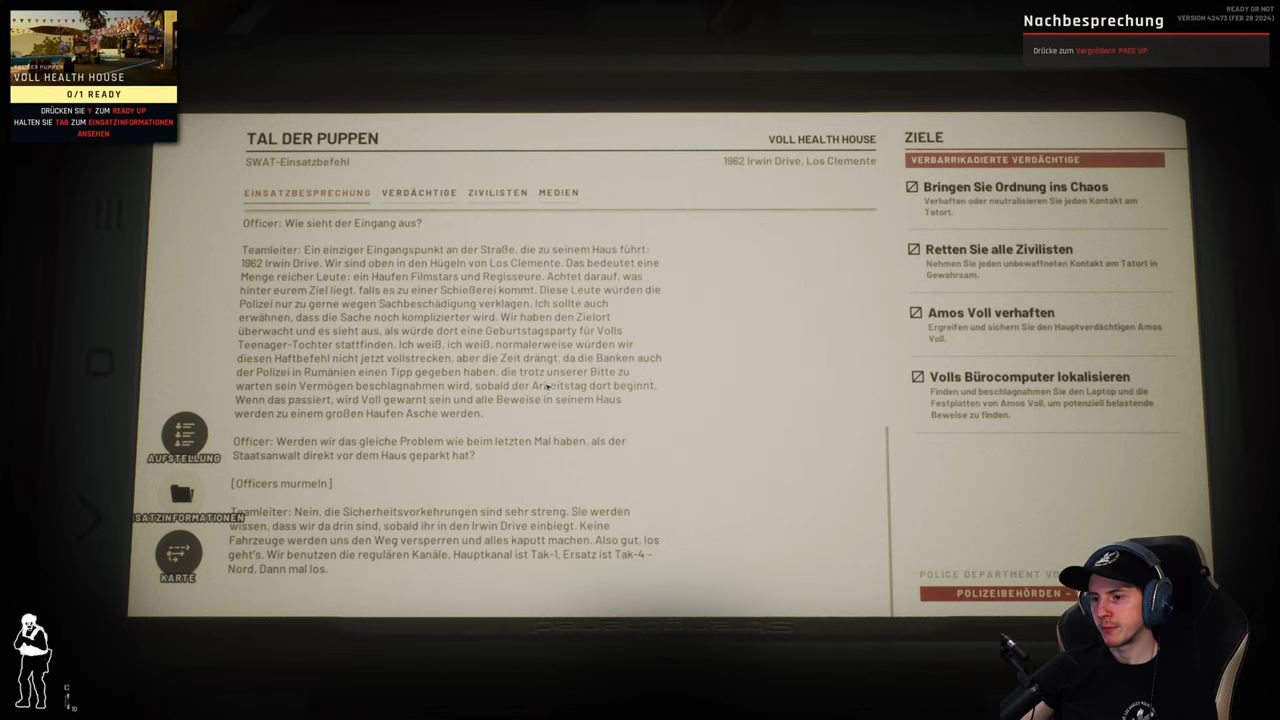 READY OR NOT
VERSION 42473 (FEB 28 2024)
Nachbesprechung
Drücke zum Vergrößern PAGE UP
TAL DER PUPPEN
VOLL HEALTH HOUSE
0/1 READY
DRÜCKEN SIE Y ZUM READY UP
HALTEN SIE TAB ZUM EINSATZINFORMATIONEN
ANSEHEN
TAL DER PUPPEN
VOLL HEALTH HOUSE
SWAT-Einsatzbefehl
1962 Irwin Drive, Los Clemente
EINSATZBESPRECHUNG VERDÄCHTIGE ZIVILISTEN MEDIEN
Officer: Wie sieht der Eingang aus?
Teamleiter: Ein einziger Eingangspunkt an der Straße, die zu seinem Haus führt:
1962 Irwin Drive. Wir sind oben in den Hügeln von Los Clemente. Das bedeutet eine
Menge reicher Leute: ein Haufen Filmstars und Regisseure. Achtet darauf, was
hinter eurem Ziel liegt, falls es zu einer Schießerei kommt. Diese Leute würden die
Polizei nur zu gerne wegen Sachbeschädigung verklagen. Ich sollte auch
erwähnen, dass die Sache noch komplizierter wird. Wir haben den Zielort
überwacht und es sieht aus, als würde dort eine Geburtstagsparty für Volls
Teenager-Tochter stattfinden. Ich weiß, ich weiß, normalerweise würden wir
diesen Haftbefehl nicht jetzt vollstrecken, aber die Zeit drängt, da die Banken auch
der Polizei in Rumänien einen Tipp gegeben haben, die trotz unserer Bitte zu
warten sein Vermögen beschlagnahmen wird, sobald der Arbeitstag dort beginnt.
Wenn das passiert, wird Voll gewarnt sein und alle Beweise in seinem Haus
werden zu einem großen Haufen Asche werden.
Officer: Werden wir das gleiche Problem wie beim letzten Mal haben, als der
Staatsanwalt direkt vor dem Haus geparkt hat?
[Officers murmeln]
Teamleiter: Nein, die Sicherheitsvorkehrungen sind sehr streng. Sie werden
wissen, dass wir da drin sind, sobald ihr in den Irwin Drive einbiegt. Keine
Fahrzeuge werden uns den Weg versperren und alles kaputt machen. Also gut, los
geht's. Wir benutzen die regulären Kanäle, Hauptkanal ist Tak-1, Ersatz ist Tak-4 –
Nord. Dann mal los.
AUFSTELLUNG
SATZINFORMATIONEN
KARTE
ZIELE
VERBARRIKADIERTE VERDÄCHTIGE
Bringen Sie Ordnung ins Chaos
Verhaften oder neutralisieren Sie jeden Kontakt am
Tatort.
Retten Sie alle Zivilisten
Nehmen Sie jeden unbewaffneten Kontakt am Tatort in
Gewahrsam.
Amos Voll verhaften
Ergreifen und sichern Sie den Hauptverdächtigen Amos
Voll.
Volls Bürocomputer lokalisieren
Finden und beschlagnahmen Sie den Laptop und die
Festplatten von Amos Voll, um potenziell belastende
Beweise zu finden.
POLICE DEPARTMENT
POLIZEIBEHÖRDEN –
10